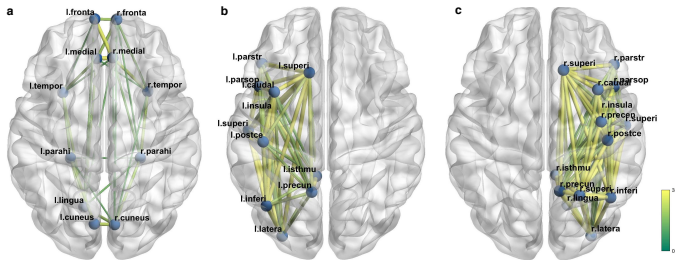 a
l.fronta
r.fronta
l.medial
r.medial
l.tempor
r.tempor
l.parahi
r.parahi
l.lingua
l.cuneus
r.cuneus
b
l.parstr
l.superi
l.parsop
l.caudal
l.insula
l.superi
l.postce
l.isthmu
l.precun
l.inferi
l.latera
c
r.superi
r.parstr
r.parsop
r.caudal
r.insula
r.precen
l.superi
r.postce
r.isthmu
r.precun
r.superi
r.inferi
r.lingua
r.latera
3
0